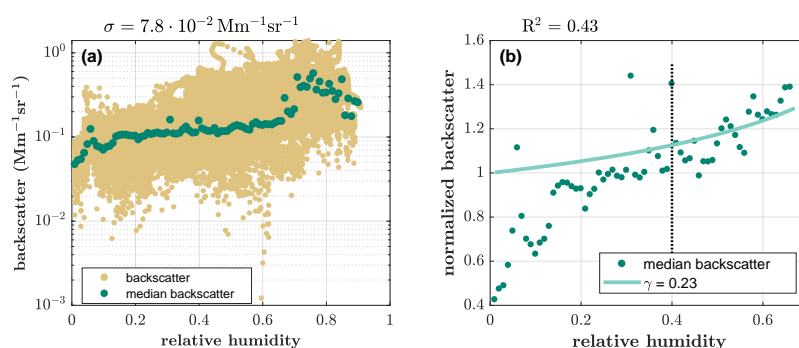 σ = 7.8 · 10⁻² Mm⁻¹sr⁻¹
(a)
backscatter (Mm⁻¹sr⁻¹)
10⁰
10⁻¹
10⁻²
10⁻³
backscatter
median backscatter
0 0.2 0.4 0.6 0.8 1
relative humidity
R² = 0.43
(b)
normalized backscatter
1.6
1.4
1.2
1
0.8
0.6
0.4
median backscatter
γ = 0.23
0 0.2 0.4 0.6
relative humidity